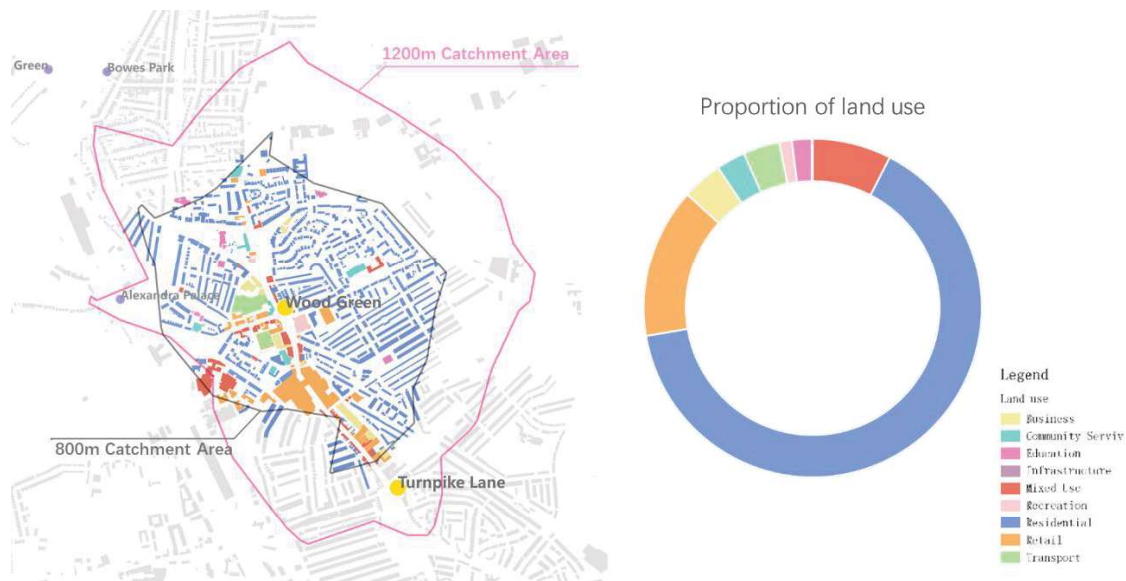 1200m Catchment Area
Green
Bowes Park
Alexandra Palace
Wood Green
800m Catchment Area
Turnpike Lane
Proportion of land use
Legend
Land use
Business
Community Serviv
Education
Infrastructure
Mixed Use
Recreation
Residential
Retail
Transport